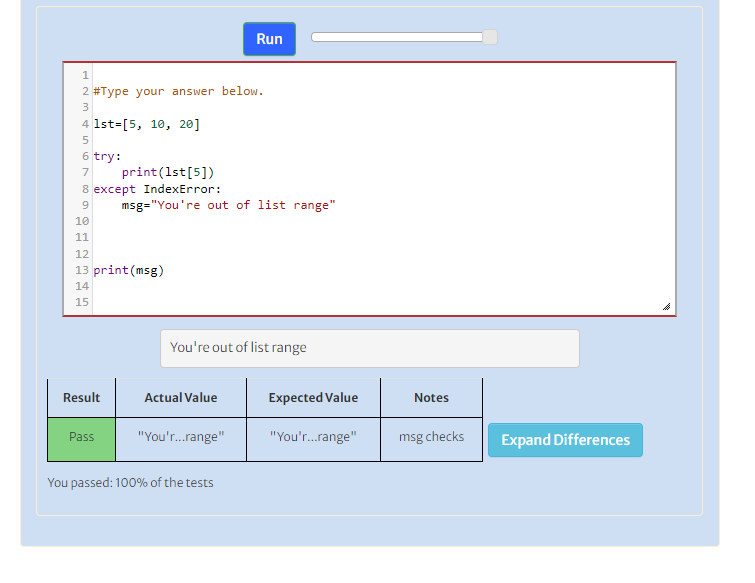 Run
1
2 #Type your answer below.
3
4 lst=[5, 10, 20]
5
6 try:
7     print(lst[5])
8 except IndexError:
9     msg="You're out of list range"
10
11
12
13 print(msg)
14
15
You're out of list range
Result Actual Value Expected Value Notes
Pass "You'r...range" "You'r...range" msg checks Expand Differences
You passed: 100% of the tests